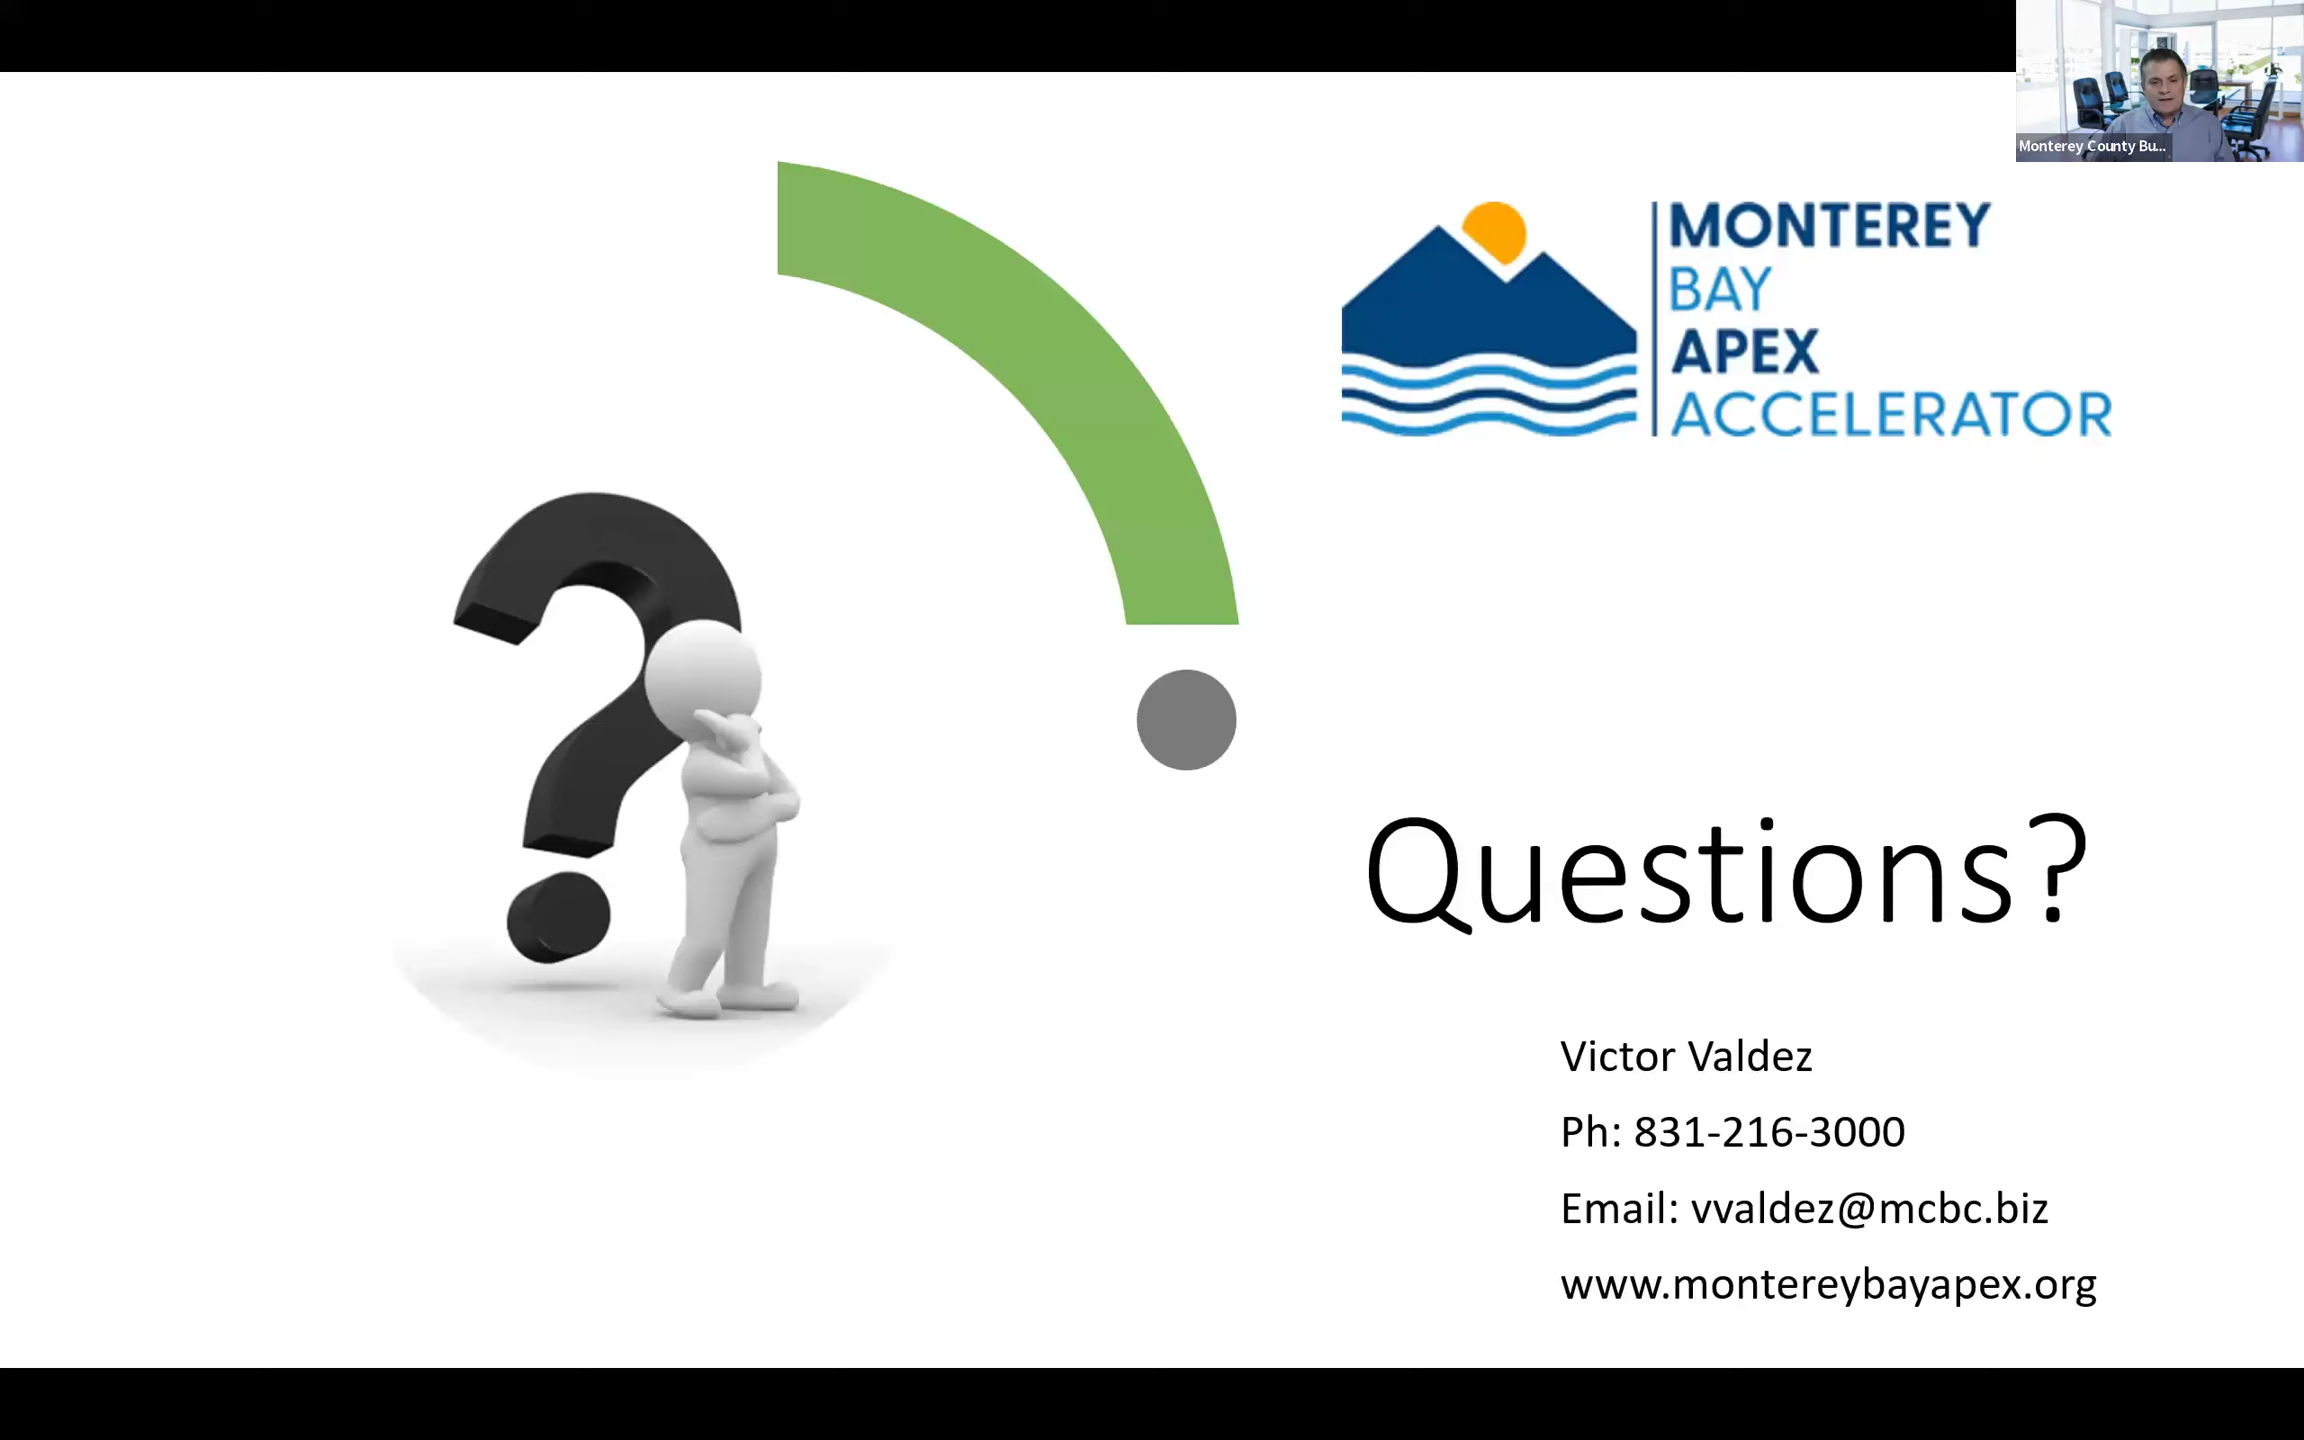 Monterey County Bu...
MONTEREY
BAY
APEX
ACCELERATOR
Questions?
Victor Valdez
Ph: 831-216-3000
Email: vvaldez@mcbc.biz
www.montereybayapex.org